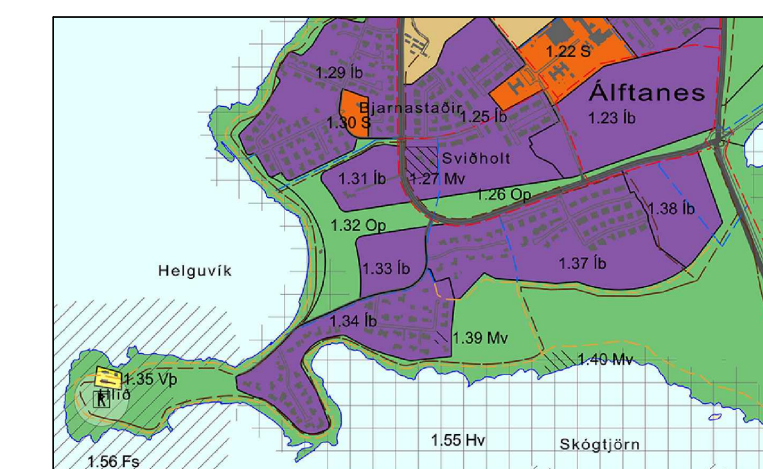 1.22 S
1.29 Íb
Álftanes
Bjarnastaðir
1.25 Íb
1.23 Íb
1.30 S
Sviðholt
1.31 Íb
1.27 Mv
1.26 Op
1.38 Íb
1.32 Op
1.33 Íb
1.37 Íb
Helguvík
1.34 Íb
1.39 Mv
1.40 Mv
1.35 Vþ
Hlið
R
1.55 Hv
Skógtjörn
1.56 Fs